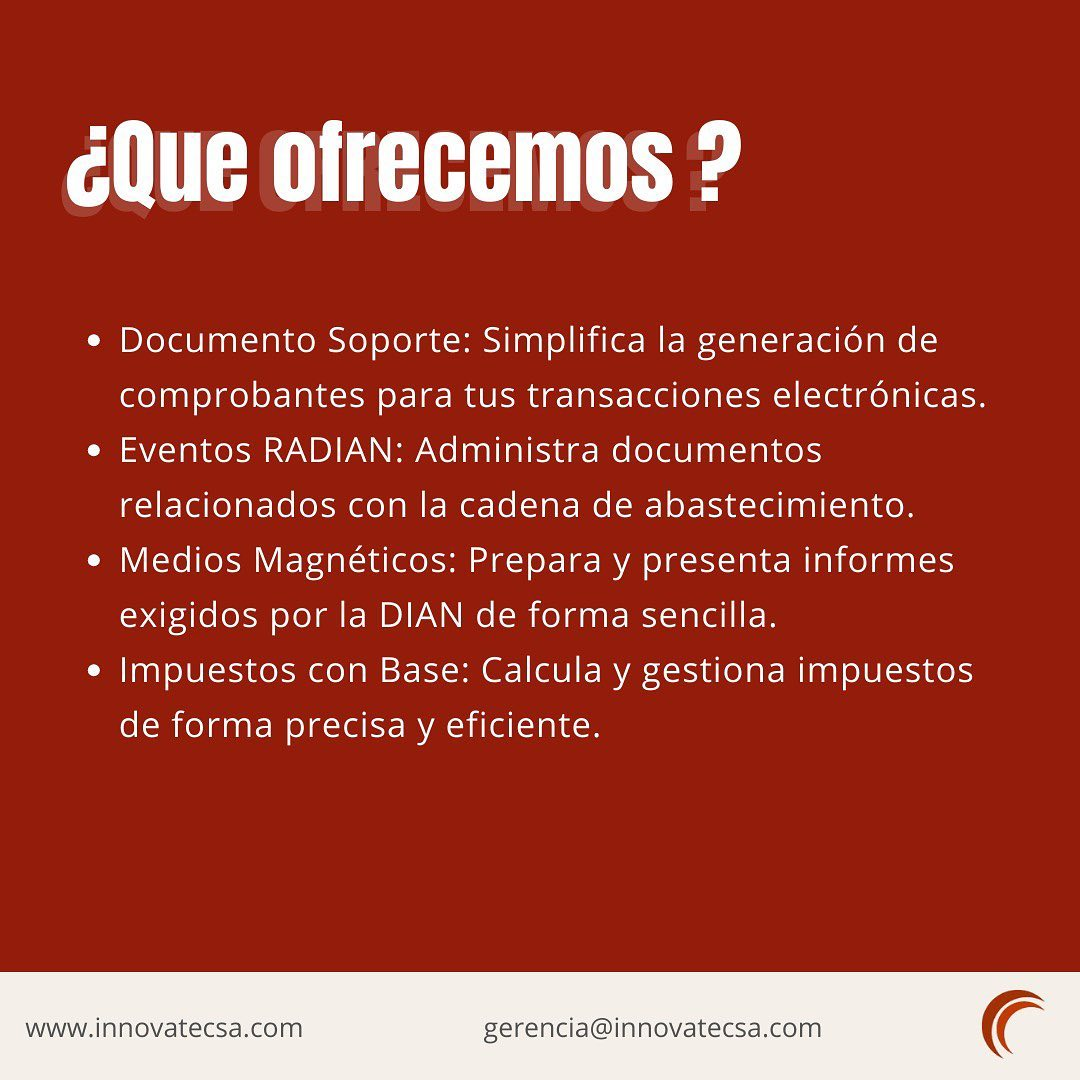 ¿Que ofrecemos ?
• Documento Soporte: Simplifica la generación de
comprobantes para tus transacciones electrónicas.
• Eventos RADIAN: Administra documentos
relacionados con la cadena de abastecimiento.
• Medios Magnéticos: Prepara y presenta informes
exigidos por la DIAN de forma sencilla.
• Impuestos con Base: Calcula y gestiona impuestos
de forma precisa y eficiente.
www.innovatecsa.com
gerencia@innovatecsa.com